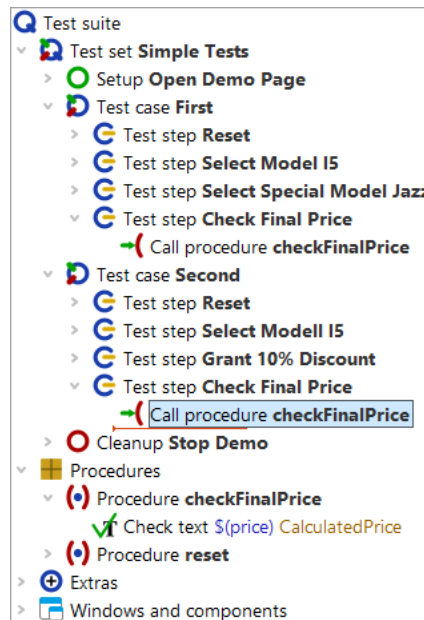 Test suite
Test set Simple Tests
Setup Open Demo Page
Test case First
Test step Reset
Test step Select Model I5
Test step Select Special Model Jazz
Test step Check Final Price
Call procedure checkFinalPrice
Test case Second
Test step Reset
Test step Select Modell I5
Test step Grant 10% Discount
Test step Check Final Price
Call procedure checkFinalPrice
Cleanup Stop Demo
Procedures
Procedure checkFinalPrice
Check text $(price) CalculatedPrice
Procedure reset
Extras
Windows and components